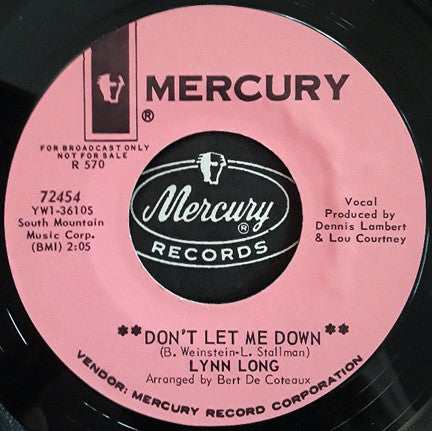 MERCURY
®
FOR BROADCAST ONLY
NOT FOR SALE
R 570
72454
YW1-36105
South Mountain
Music Corp.
(BMI) 2:05
Mercury
®
RECORDS
Vocal
Produced by
Dennis Lambert
& Lou Courtney
**DON'T LET ME DOWN**
(B. Weinstein-L. Stallman)
LYNN LONG
Arranged by Bert De Coteaux
VENDOR: MERCURY RECORD CORPORATION